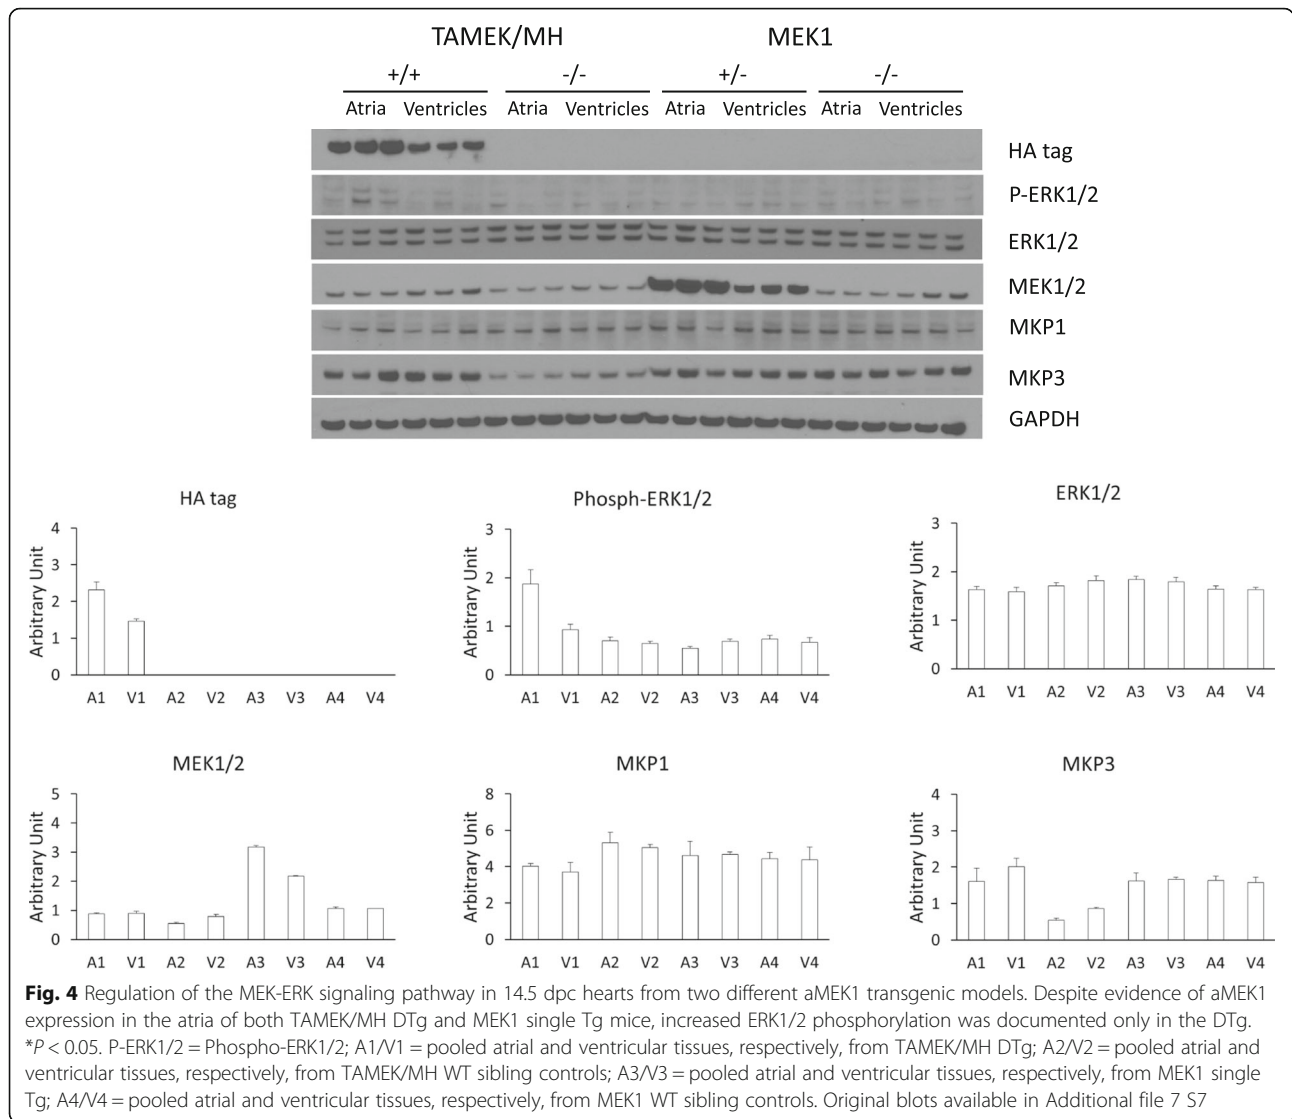 TAMEK/MH MEK1
+/+ -/- +/- -/-
Atria Ventricles Atria Ventricles Atria Ventricles Atria Ventricles
HA tag
P-ERK1/2
ERK1/2
MEK1/2
MKP1
MKP3
GAPDH
HA tag
Arbitrary Unit
4
3
2
1
0
A1 V1 A2 V2 A3 V3 A4 V4
Phosph-ERK1/2
Arbitrary Unit
3
2
1
0
A1 V1 A2 V2 A3 V3 A4 V4
ERK1/2
Arbitrary Unit
3
2
1
0
A1 V1 A2 V2 A3 V3 A4 V4
MEK1/2
Arbitrary Unit
5
4
3
2
1
0
A1 V1 A2 V2 A3 V3 A4 V4
MKP1
Arbitrary Unit
8
6
4
2
0
A1 V1 A2 V2 A3 V3 A4 V4
MKP3
Arbitrary Unit
4
3
2
1
0
A1 V1 A2 V2 A3 V3 A4 V4
Fig. 4 Regulation of the MEK-ERK signaling pathway in 14.5 dpc hearts from two different aMEK1 transgenic models. Despite evidence of aMEK1
expression in the atria of both TAMEK/MH DTg and MEK1 single Tg mice, increased ERK1/2 phosphorylation was documented only in the DTg.
*P < 0.05. P-ERK1/2 = Phospho-ERK1/2; A1/V1 = pooled atrial and ventricular tissues, respectively, from TAMEK/MH DTg; A2/V2 = pooled atrial and
ventricular tissues, respectively, from TAMEK/MH WT sibling controls; A3/V3 = pooled atrial and ventricular tissues, respectively, from MEK1 single
Tg; A4/V4 = pooled atrial and ventricular tissues, respectively, from MEK1 WT sibling controls. Original blots available in Additional file 7 S7